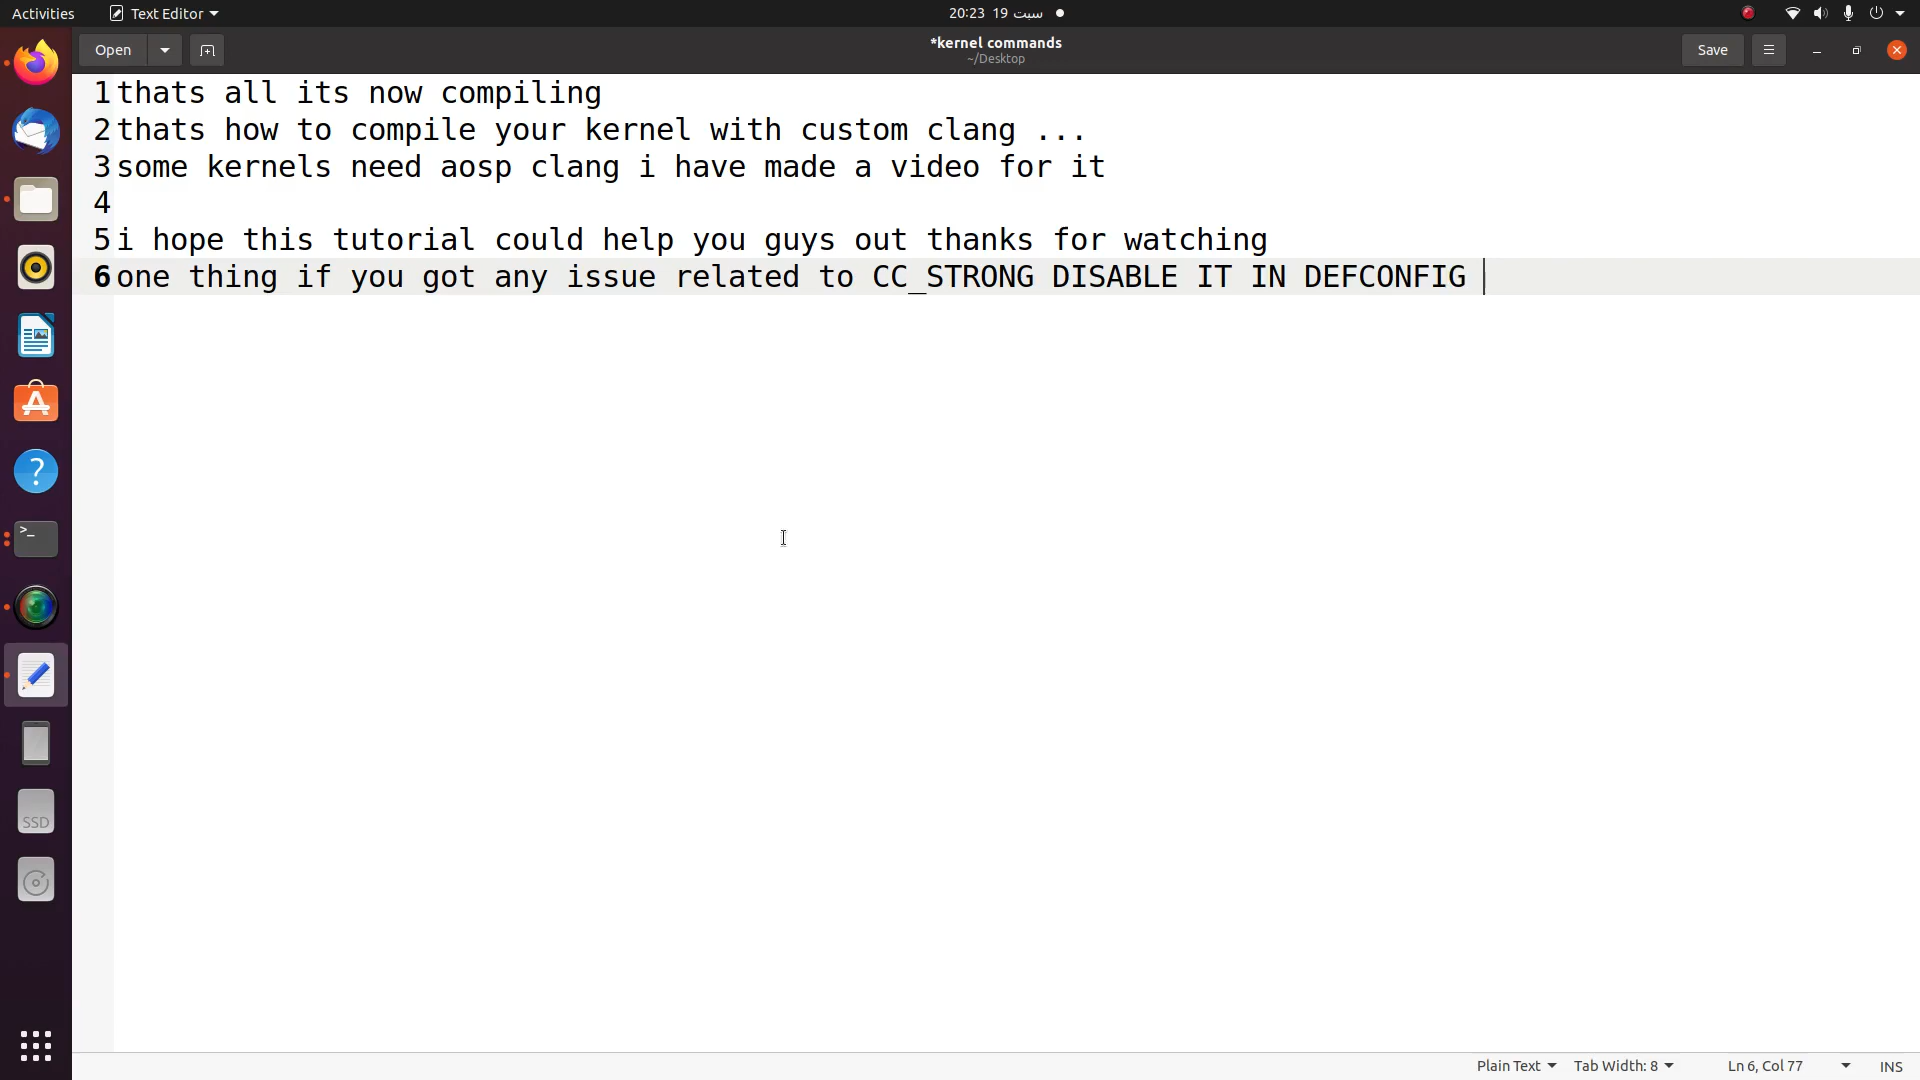 Activities
Text Editor
20:23 19 سبت
Open
*kernel commands
~/Desktop
Save
1 thats all its now compiling
2 thats how to compile your kernel with custom clang ...
3 some kernels need aosp clang i have made a video for it
4
5 i hope this tutorial could help you guys out thanks for watching
6 one thing if you got any issue related to CC_STRONG DISABLE IT IN DEFCONFIG
SSD
Plain Text
Tab Width: 8
Ln 6, Col 77
INS